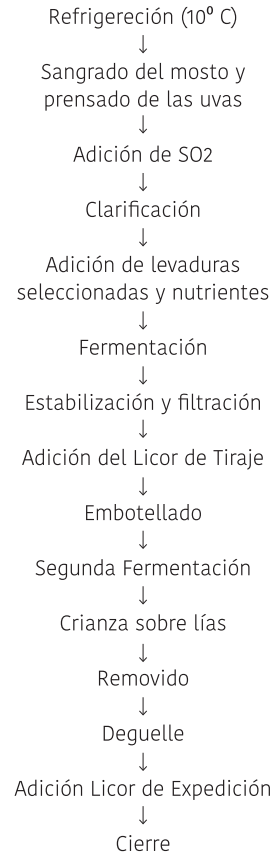 Refrigereción (10º C)
↓
Sangrado del mosto y
prensado de las uvas
↓
Adición de SO2
↓
Clarificación
↓
Adición de levaduras
seleccionadas y nutrientes
↓
Fermentación
↓
Estabilización y filtración
↓
Adición del Licor de Tiraje
↓
Embotellado
↓
Segunda Fermentación
↓
Crianza sobre lías
↓
Removido
↓
Deguelle
↓
Adición Licor de Expedición
↓
Cierre